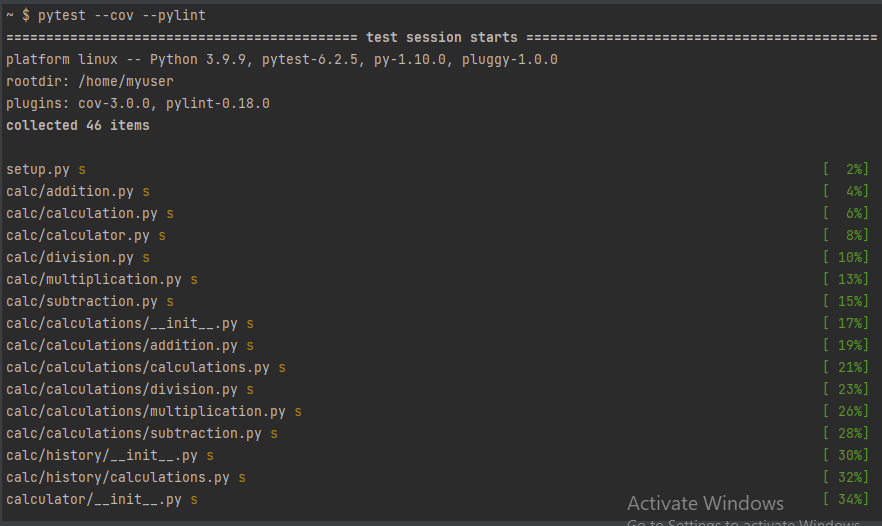 ~ $ pytest --cov --pylint
============================================ test session starts ============================================
platform linux -- Python 3.9.9, pytest-6.2.5, py-1.10.0, pluggy-1.0.0
rootdir: /home/myuser
plugins: cov-3.0.0, pylint-0.18.0
collected 46 items
setup.py s [  2%]
calc/addition.py s [  4%]
calc/calculation.py s [  6%]
calc/calculator.py s [  8%]
calc/division.py s [ 10%]
calc/multiplication.py s [ 13%]
calc/subtraction.py s [ 15%]
calc/calculations/__init__.py s [ 17%]
calc/calculations/addition.py s [ 19%]
calc/calculations/calculations.py s [ 21%]
calc/calculations/division.py s [ 23%]
calc/calculations/multiplication.py s [ 26%]
calc/calculations/subtraction.py s [ 28%]
calc/history/__init__.py s [ 30%]
calc/history/calculations.py s [ 32%]
calculator/__init__.py s [ 34%]
Activate Windows
Go to Settings to activate Windows.